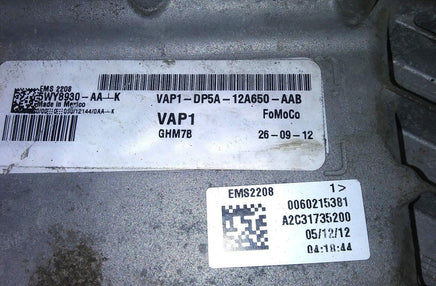 EMS 2208
5WY8930-AA-K VAP1-DP5A-12A650-AAB
Made in Mexico
VAP1 FoMoCo
GHM7B 26-09-12
EMS2208 1>
0060215381
A2C31735200
05/12/12
04:18:44